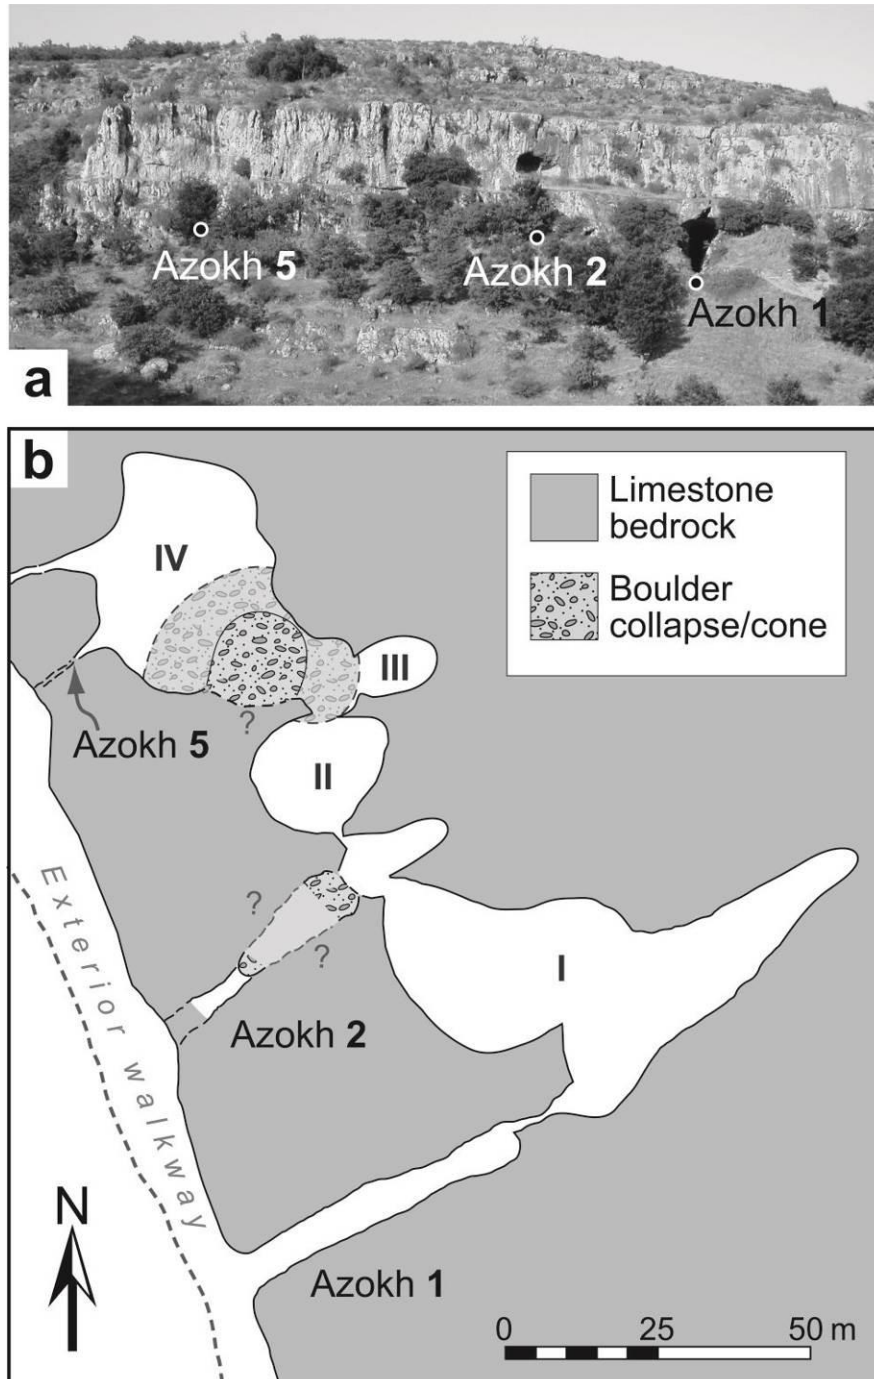 Azokh 5
Azokh 2
Azokh 1
a
b
Limestone
bedrock
Boulder
collapse/cone
IV
III
?
Azokh 5
II
?
?
I
Azokh 2
Exterior walkway
N
Azokh 1
0 25 50 m